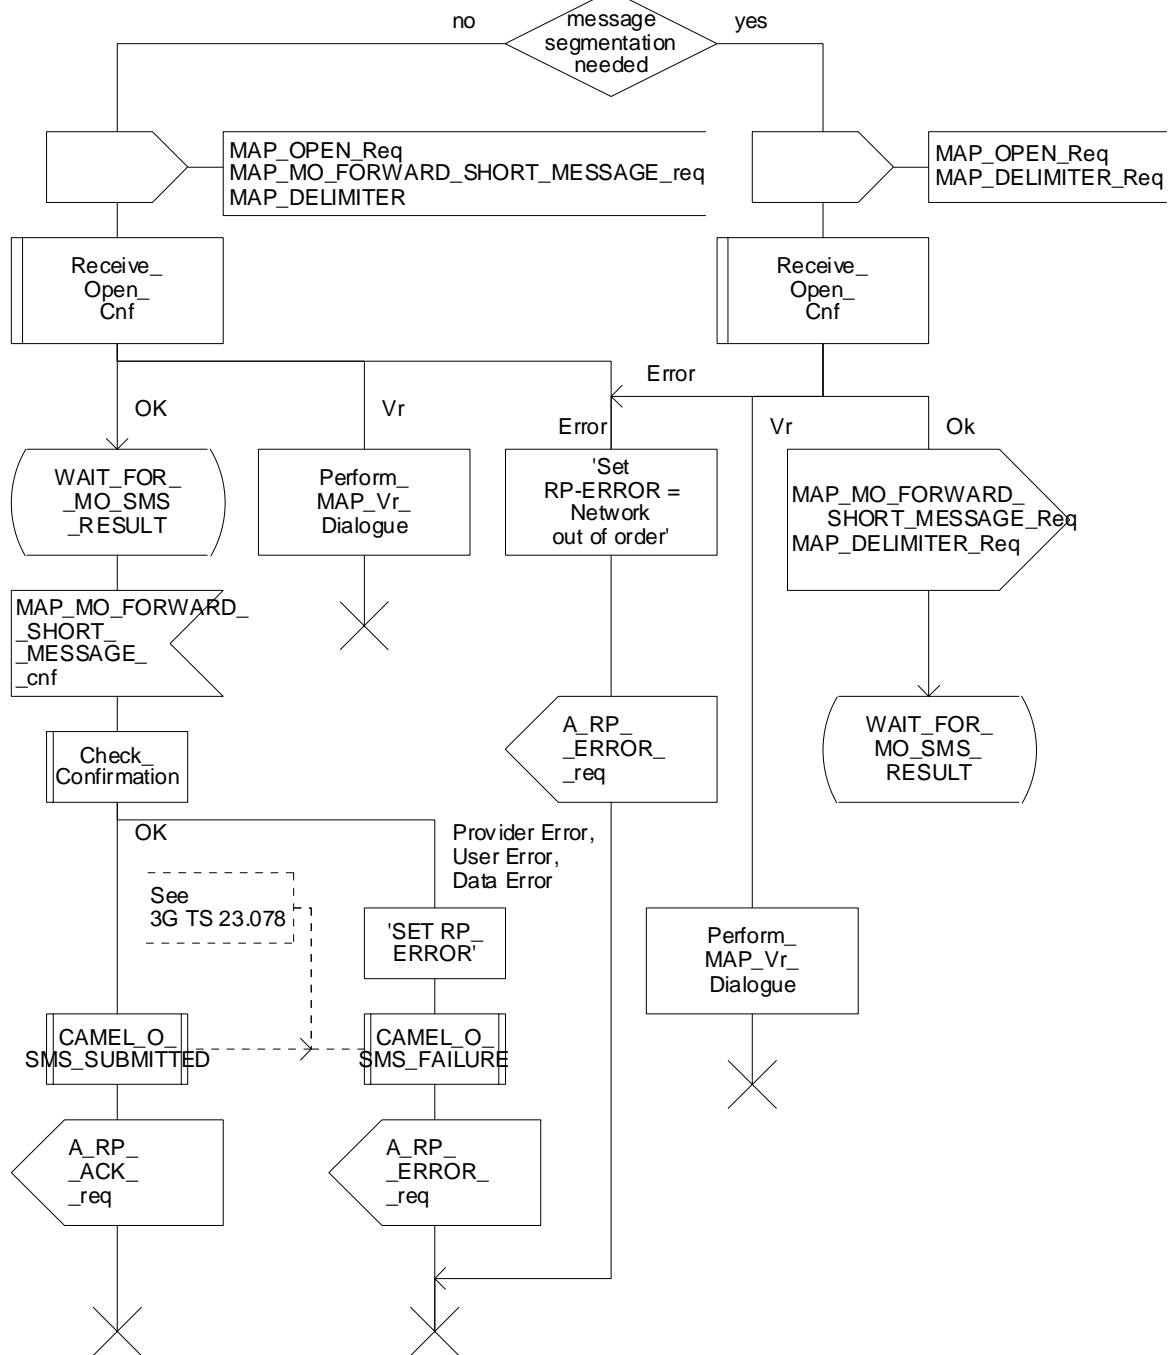 no
message
segmentation
needed
yes
MAP_OPEN_Req
MAP_MO_FORWARD_SHORT_MESSAGE_req
MAP_DELIMITER
MAP_OPEN_Req
MAP_DELIMITER_Req
Receive_
Open_
Cnf
Receive_
Open_
Cnf
Error
OK
Vr
Error
Vr
Ok
WAIT_FOR_
_MO_SMS
_RESULT
Perform_
MAP_Vr_
Dialogue
'Set
RP-ERROR =
Network
out of order'
MAP_MO_FORWARD_
SHORT_MESSAGE_Req
MAP_DELIMITER_Req
MAP_MO_FORWARD_
_SHORT_
_MESSAGE_
_cnf
A_RP_
_ERROR_
_req
WAIT_FOR_
MO_SMS_
RESULT
Check_
Confirmation
OK
Provider Error,
User Error,
Data Error
See
3G TS 23.078
'SET RP_
ERROR'
Perform_
MAP_Vr_
Dialogue
CAMEL_O_
SMS_SUBMITTED
CAMEL_O_
SMS_FAILURE
A_RP_
_ACK_
_req
A_RP_
_ERROR_
_req